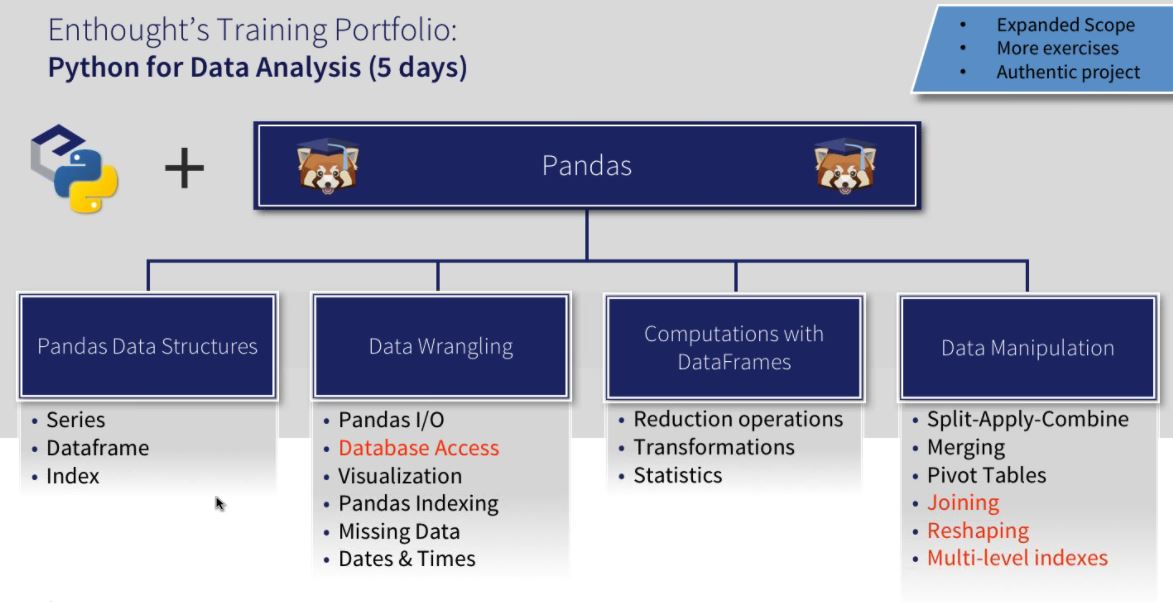 Enthought's Training Portfolio:
Python for Data Analysis (5 days)
• Expanded Scope
• More exercises
• Authentic project
+
Pandas
Pandas Data Structures
• Series
• Dataframe
• Index
Data Wrangling
• Pandas I/O
• Database Access
• Visualization
• Pandas Indexing
• Missing Data
• Dates & Times
Computations with
DataFrames
• Reduction operations
• Transformations
• Statistics
Data Manipulation
• Split-Apply-Combine
• Merging
• Pivot Tables
• Joining
• Reshaping
• Multi-level indexes